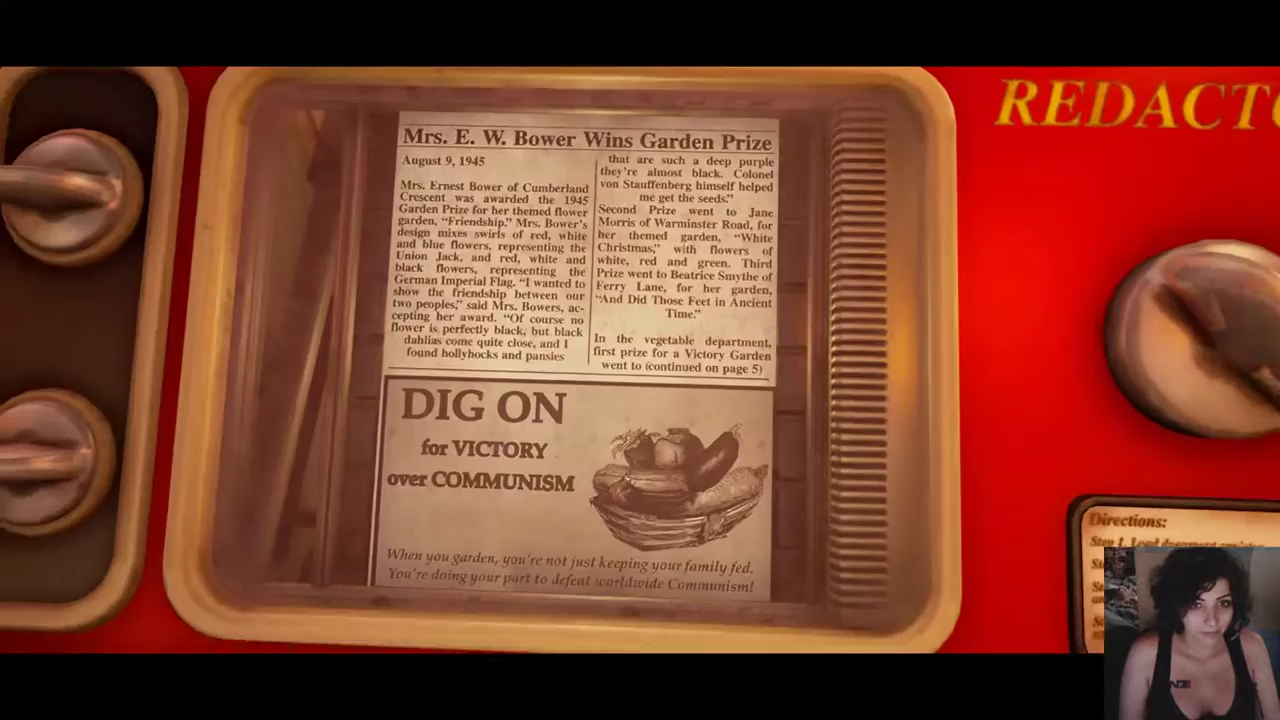 REDACTO
Mrs. E. W. Bower Wins Garden Prize
August 9, 1945
Mrs. Ernest Bower of Cumberland
Crescent was awarded the 1945
Garden Prize for her themed flower
garden, “Friendship.” Mrs. Bower’s
design mixes swirls of red, white
and blue flowers, representing the
Union Jack, and red, white and
black flowers, representing the
German Imperial Flag. “I wanted to
show the friendship between our
two peoples,” said Mrs. Bowers, ac-
cepting her award. “Of course no
flower is perfectly black, but black
dahlias come quite close, and I
found hollyhocks and pansies
that are such a deep purple
they’re almost black. Colonel
von Stauffenberg himself helped
me get the seeds.”
Second Prize went to Jane
Morris of Warminster Road, for
her themed garden, “White
Christmas,” with flowers of
white, red and green. Third
Prize went to Beatrice Smythe of
Ferry Lane, for her garden,
“And Did Those Feet in Ancient
Time.”
In the vegetable department,
first prize for a Victory Garden
went to (continued on page 5)
DIG ON
for VICTORY
over COMMUNISM
When you garden, you’re not just keeping your family fed.
You’re doing your part to defeat worldwide Communism!
Directions:
Step 1. Load document